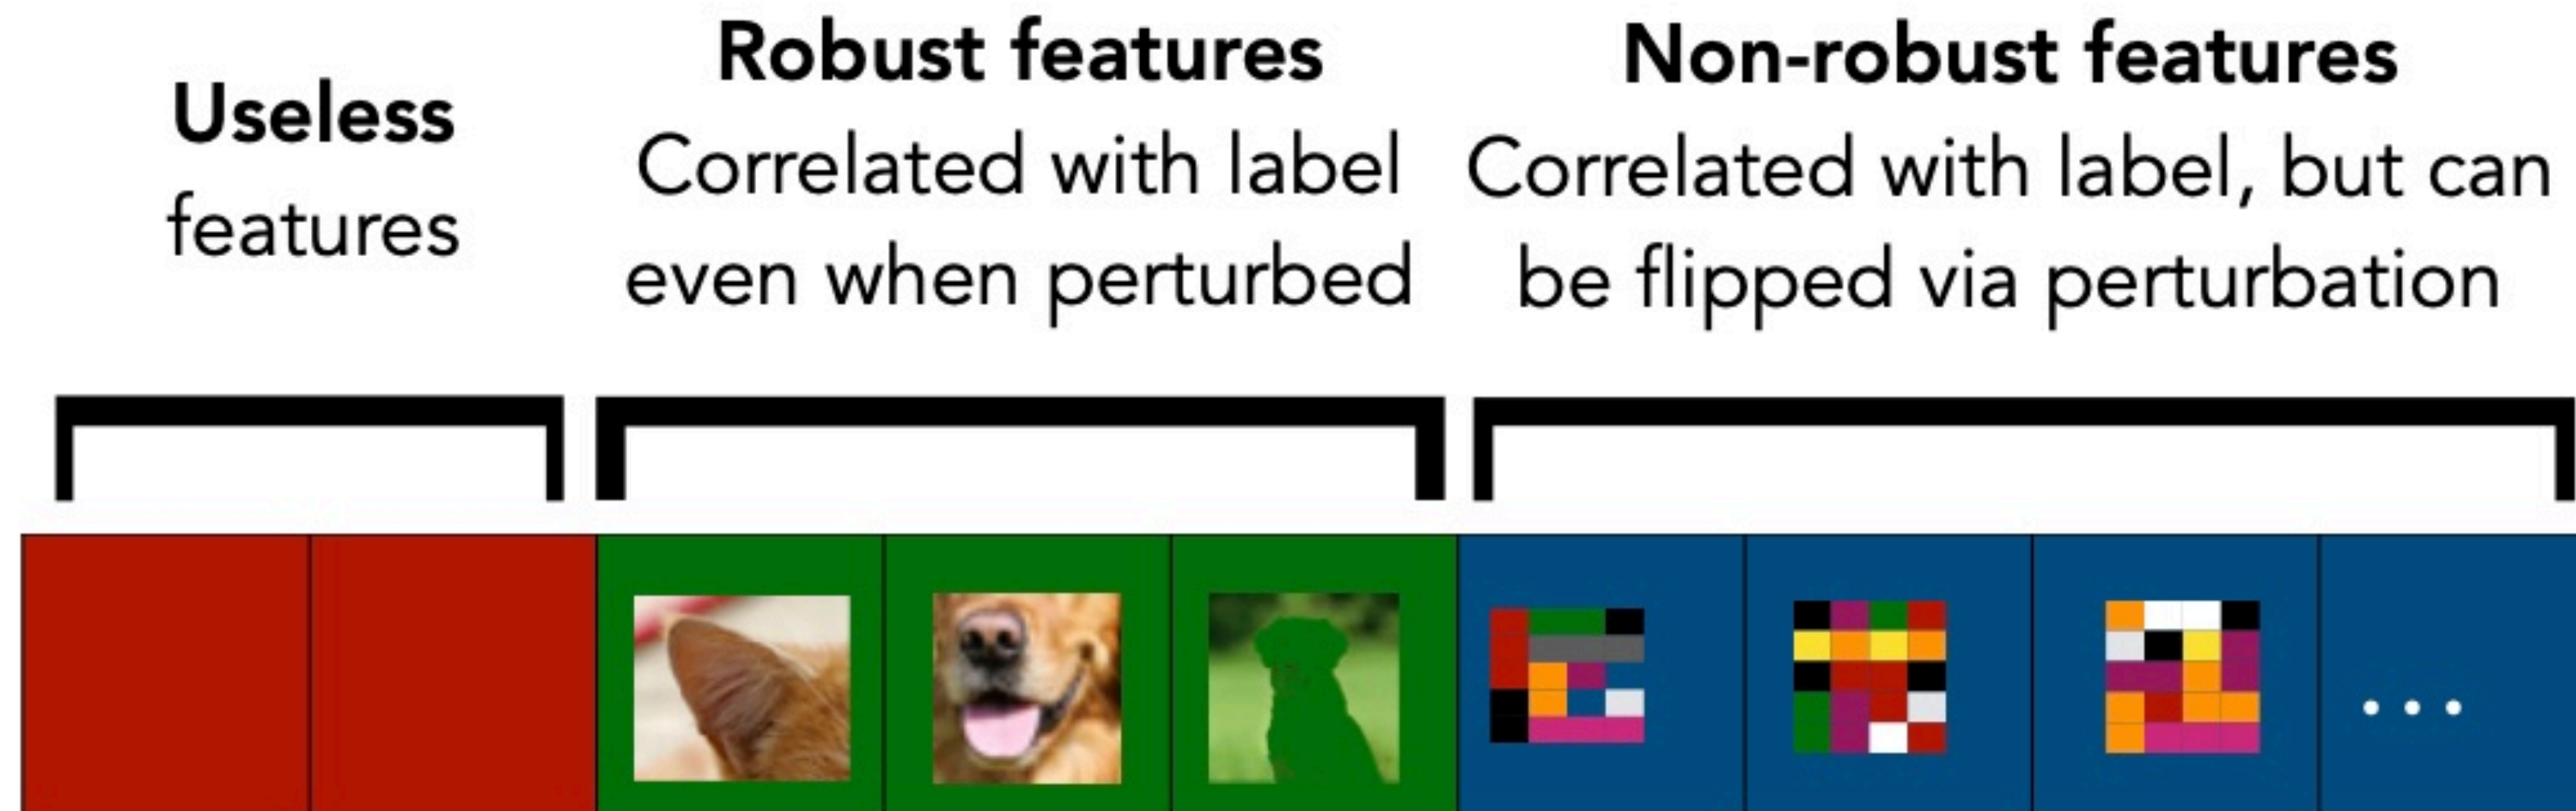 Useless
features
Robust features
Correlated with label
even when perturbed
Non-robust features
Correlated with label, but can
be flipped via perturbation